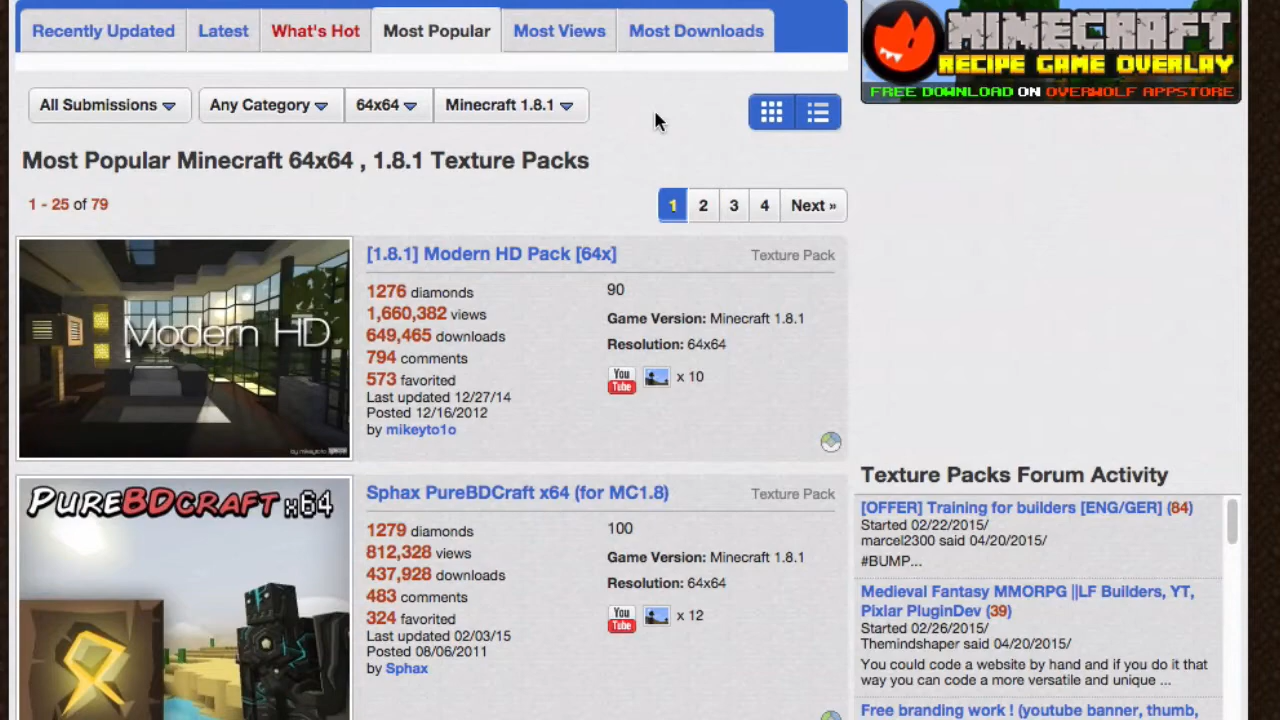 Recently Updated
Latest
What's Hot
Most Popular
Most Views
Most Downloads
MINECRAFT
RECIPE GAME OVERLAY
FREE DOWNLOAD ON OVERWOLF APPSTORE
All Submissions
Any Category
64x64
Minecraft 1.8.1
Most Popular Minecraft 64x64 , 1.8.1 Texture Packs
1 - 25 of 79
1
2
3
4
Next »
Modern HD
[1.8.1] Modern HD Pack [64x]
Texture Pack
1276 diamonds
1,660,382 views
649,465 downloads
794 comments
573 favorited
Last updated 12/27/14
Posted 12/16/2012
by mikeyto1o
90
Game Version: Minecraft 1.8.1
Resolution: 64x64
You Tube
x 10
PUREBDCRAFT x64
Sphax PureBDCraft x64 (for MC1.8)
Texture Pack
1279 diamonds
812,328 views
437,928 downloads
483 comments
324 favorited
Last updated 02/03/15
Posted 08/06/2011
by Sphax
100
Game Version: Minecraft 1.8.1
Resolution: 64x64
You Tube
x 12
Texture Packs Forum Activity
[OFFER] Training for builders [ENG/GER] (84)
Started 02/22/2015/
marcel2300 said 04/20/2015/
#BUMP...
Medieval Fantasy MMORPG ||LF Builders, YT,
Pixlar PluginDev (39)
Started 02/26/2015/
Themindshaper said 04/20/2015/
You could code a website by hand and if you do it that
way you can code a more versatile and unique ...
Free branding work ! (youtube banner, thumb,